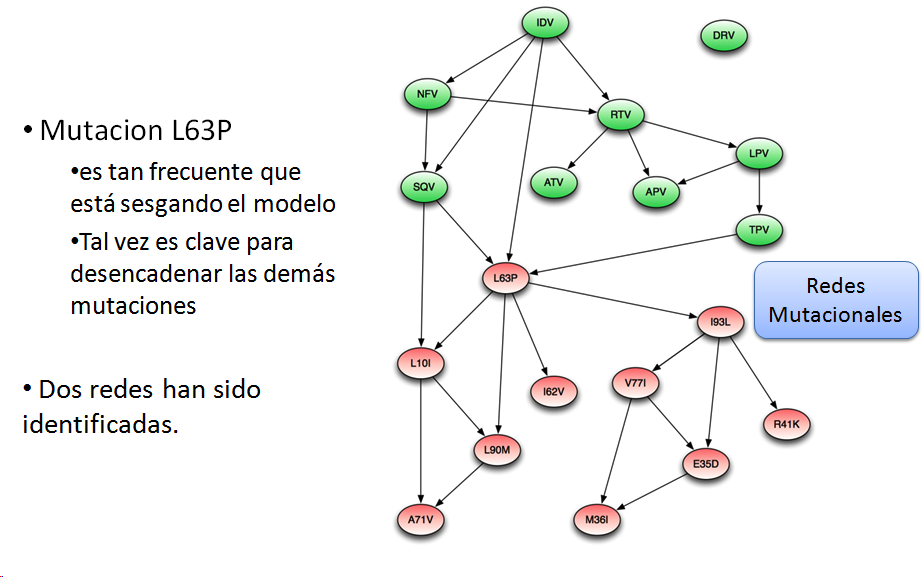 • Mutacion L63P
•es tan frecuente que
está sesgando el modelo
•Tal vez es clave para
desencadenar las demás
mutaciones
• Dos redes han sido
identificadas.
IDV
DRV
NFV
RTV
LPV
SQV
ATV
APV
TPV
L63P
Redes
Mutacionales
I93L
L10I
I62V
V77I
R41K
L90M
E35D
A71V
M36I